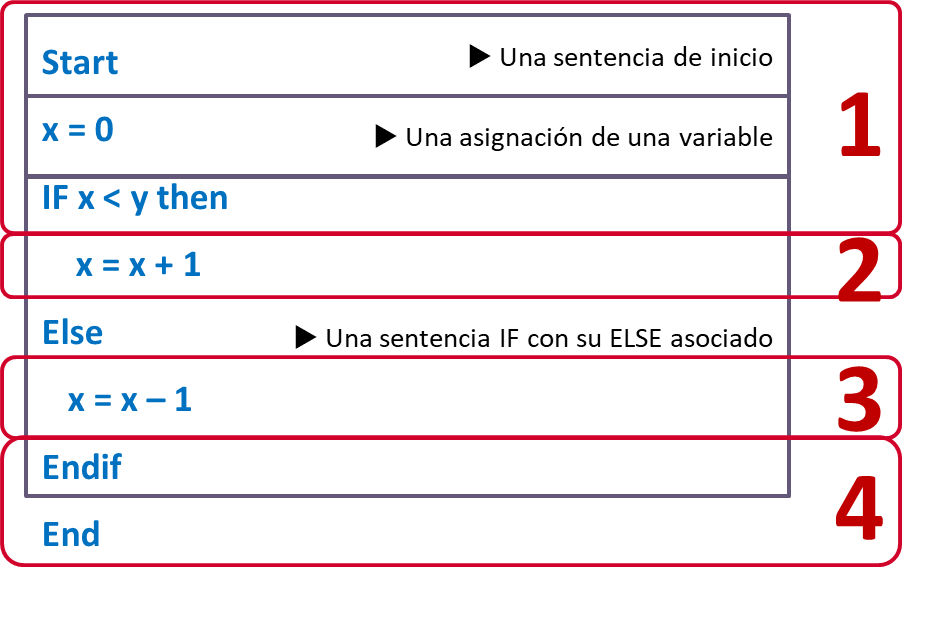 Start ▶ Una sentencia de inicio 1
x = 0 ▶ Una asignación de una variable
IF x < y then
x = x + 1 2
Else ▶ Una sentencia IF con su ELSE asociado
x = x – 1 3
Endif
4
End